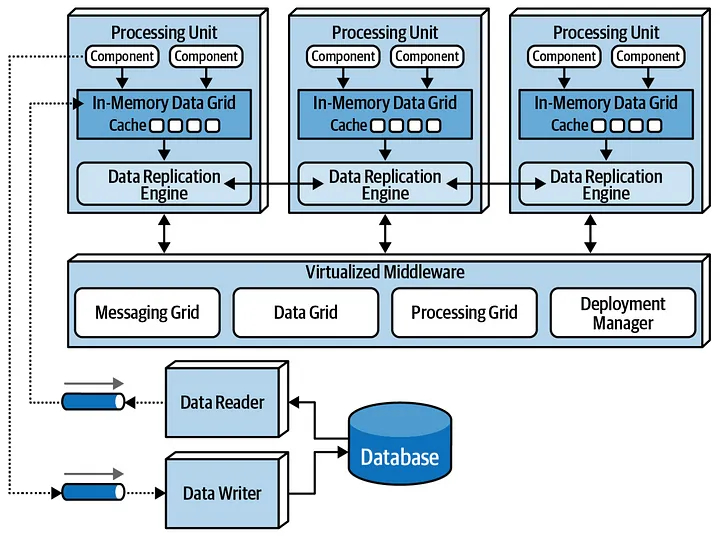 Processing Unit
Component
Component
In-Memory Data Grid
Cache
Data Replication
Engine
Processing Unit
Component
Component
In-Memory Data Grid
Cache
Data Replication
Engine
Processing Unit
Component
Component
In-Memory Data Grid
Cache
Data Replication
Engine
Virtualized Middleware
Messaging Grid
Data Grid
Processing Grid
Deployment
Manager
Data Reader
Database
Data Writer